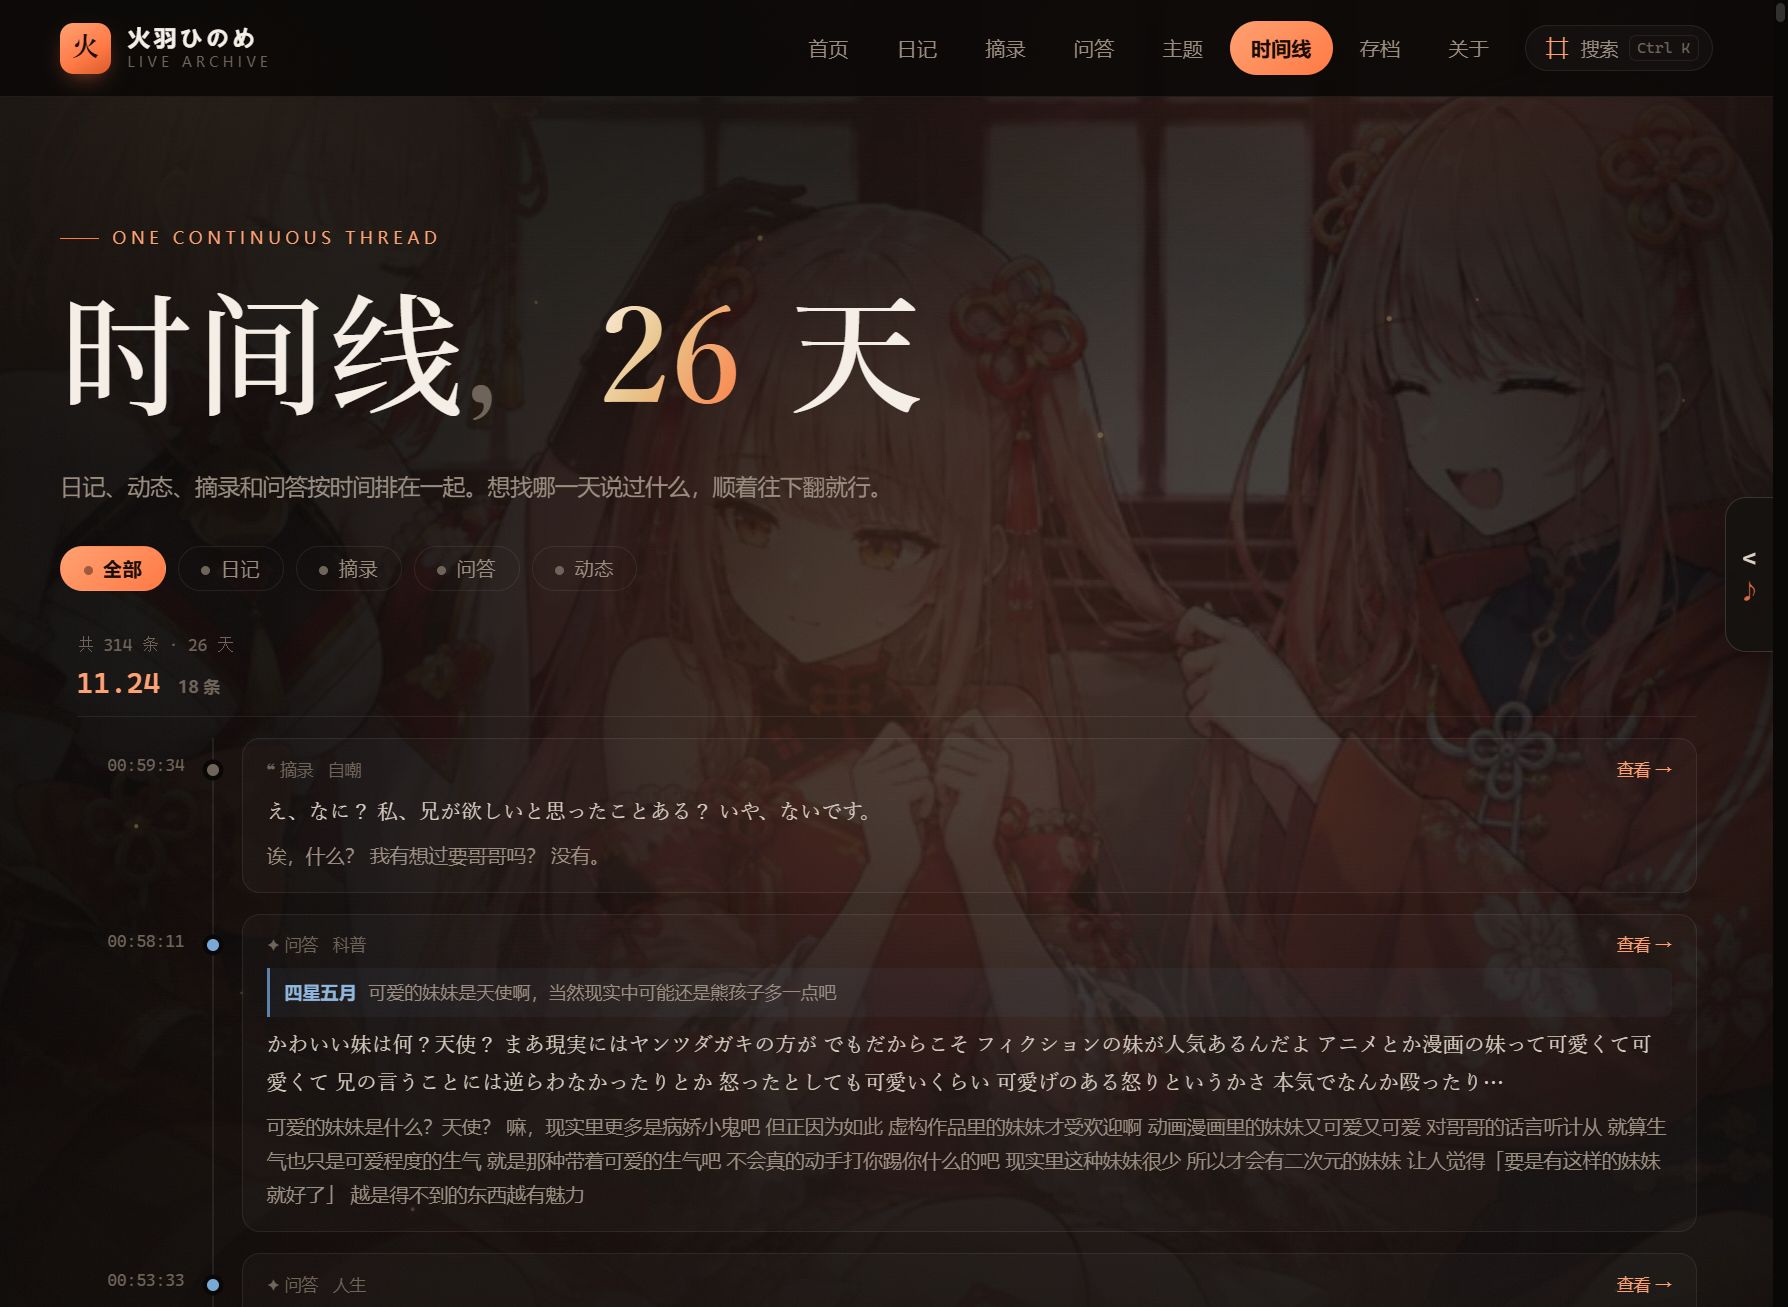 火 火羽ひのめ
LIVE ARCHIVE
首页 日记 摘录 问答 主题 时间线 存档 关于 搜索 Ctrl K
ONE CONTINUOUS THREAD
时间线, 26 天
日记、动态、摘录和问答按时间排在一起。想找哪一天说过什么，顺着往下翻就行。
全部 日记 摘录 问答 动态
共 314 条 · 26 天
11.24 18 条
00:59:34
❝ 摘录 自嘲 查看 →
え、なに？ 私、兄が欲しいと思ったことある？ いや、ないです。
诶，什么？ 我有想过要哥哥吗？ 没有。
00:58:11
✦ 问答 科普 查看 →
四星五月 可爱的妹妹是天使啊，当然现实中可能还是熊孩子多一点吧
かわいい妹は何？天使？ まあ現実にはヤンツダガキの方が でもだからこそ フィクションの妹が人気あるんだよ アニメとか漫画の妹って可愛くて可
愛くて 兄の言うことには逆らわなかったりとか 怒ったとしても可愛いくらい 可愛げのある怒りというかさ 本気でなんか殴ったり…
可爱的妹妹是什么？天使？ 嘛，现实里更多是病娇小鬼吧 但正因为如此 虚构作品里的妹妹才受欢迎啊 动画漫画里的妹妹又可爱又可爱 对哥哥的话言听计从 就算生
气也只是可爱程度的生气 就是那种带着可爱的生气吧 不会真的动手打你踢你什么的吧 现实里这种妹妹很少 所以才会有二次元的妹妹 让人觉得「要是有这样的妹妹
就好了」 越是得不到的东西越有魅力
00:53:33
✦ 问答 人生 查看 →